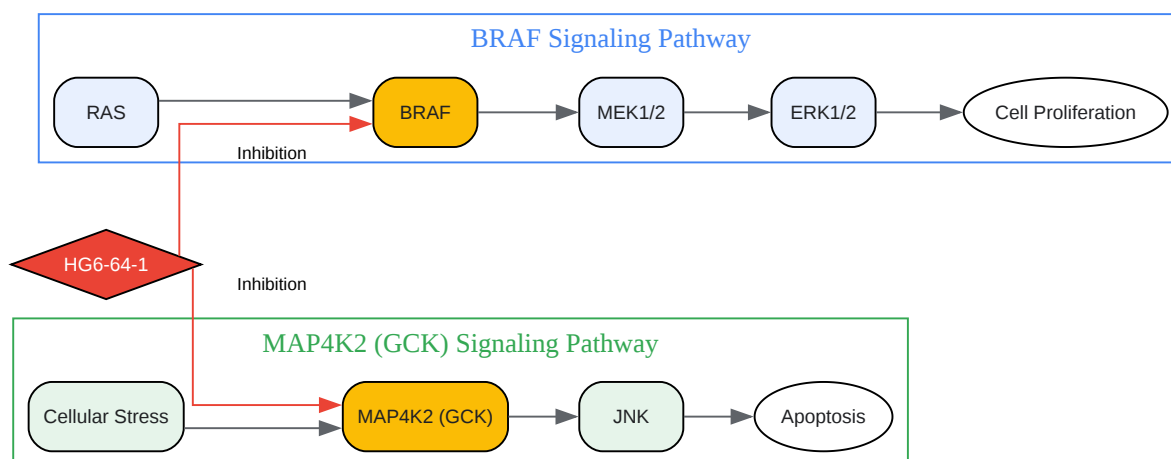 BRAF Signaling Pathway
RAS
BRAF
MEK1/2
ERK1/2
Cell Proliferation
Inhibition
HG6-64-1
Inhibition
MAP4K2 (GCK) Signaling Pathway
Cellular Stress
MAP4K2 (GCK)
JNK
Apoptosis